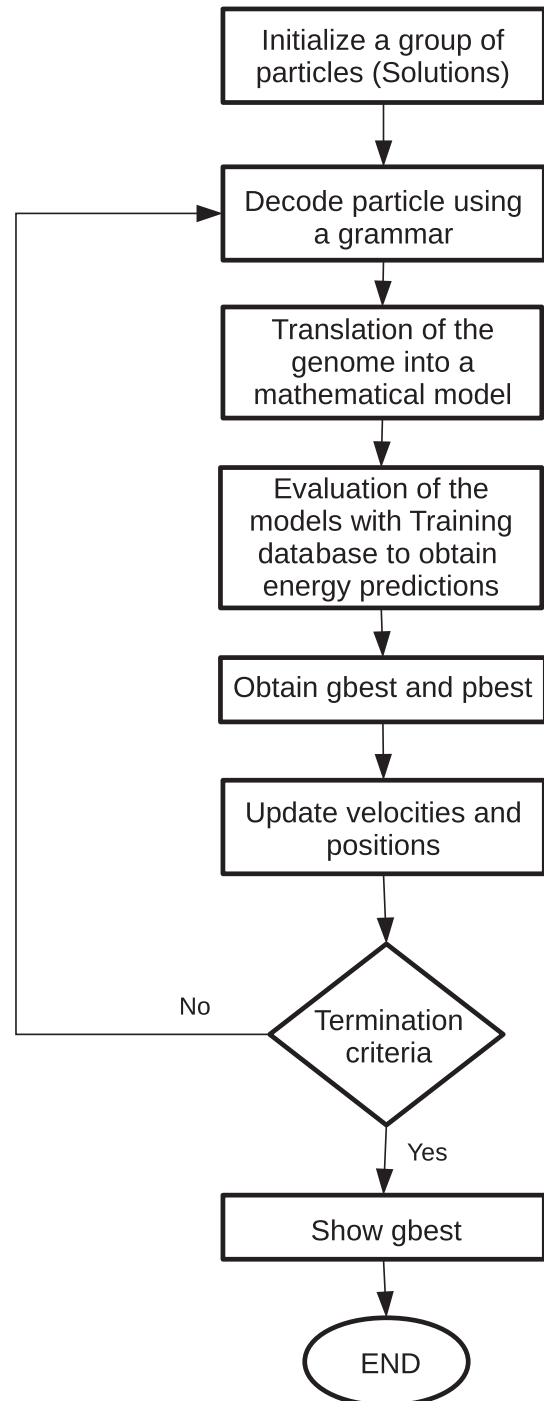 Initialize a group of
particles (Solutions)
Decode particle using
a grammar
Translation of the
genome into a
mathematical model
Evaluation of the
models with Training
database to obtain
energy predictions
Obtain gbest and pbest
Update velocities and
positions
No
Termination
criteria
Yes
Show gbest
END